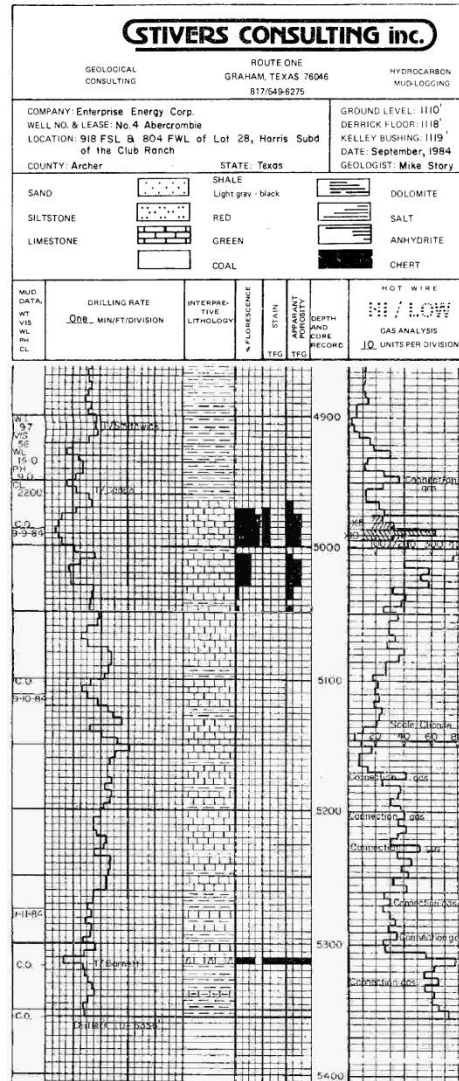 STIVERS CONSULTING inc.
GEOLOGICAL CONSULTING
ROUTE ONE
GRAHAM, TEXAS 76046
817/549-6275
HYDROCARBON MUD-LOGGING
COMPANY: Enterprise Energy Corp.
WELL NO. & LEASE: No. 4 Abercrombie
LOCATION: 918 FSL & 804 FWL of Lot 28, Harris Subd
of the Club Ranch
COUNTY: Archer STATE: Texas
GROUND LEVEL: 1110'
DERRICK FLOOR: 1118'
KELLEY BUSHING: 1119'
DATE: September, 1984
GEOLOGIST: Mike Story
SAND
SHALE
Light gray - black
DOLOMITE
SILTSTONE
RED
SALT
LIMESTONE
GREEN
ANHYDRITE
COAL
CHERT
MUD DATA,
WT
VIS
WL
PH
CL
DRILLING RATE
One MIN/FT/DIVISION
INTERPRE-
TIVE
LITHOLOGY
% FLORESCENCE
STAIN
TFG
APPARANT
POROSITY
TFG
DEPTH
AND
CORE
RECORD
HOT WIRE
HI / LOW
GAS ANALYSIS
10 UNITS PER DIVISION
4900
WT
9.7
VIS
58
WL
PH
9.0
CL
2200
Connection
gas
C.O.
9-9-84
5000
5100
C.O.
9-10-84
Scale Change
20 40 60
Connection gas
5200
Connection gas
Connection gas
Connection gas
9-11-84
5300
C.O.
T/Barnett
Connection gas
C.O.
5400